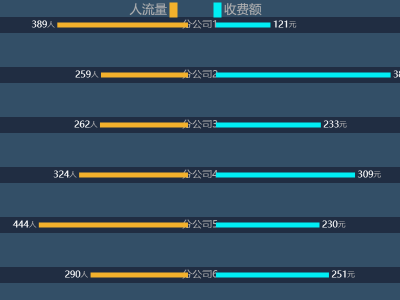 人流量 收费额
389人 分公司1 121元
259人 分公司2
262人 分公司3 233元
324人 分公司4 309元
444人 分公司5 230元
290人 分公司6 251元